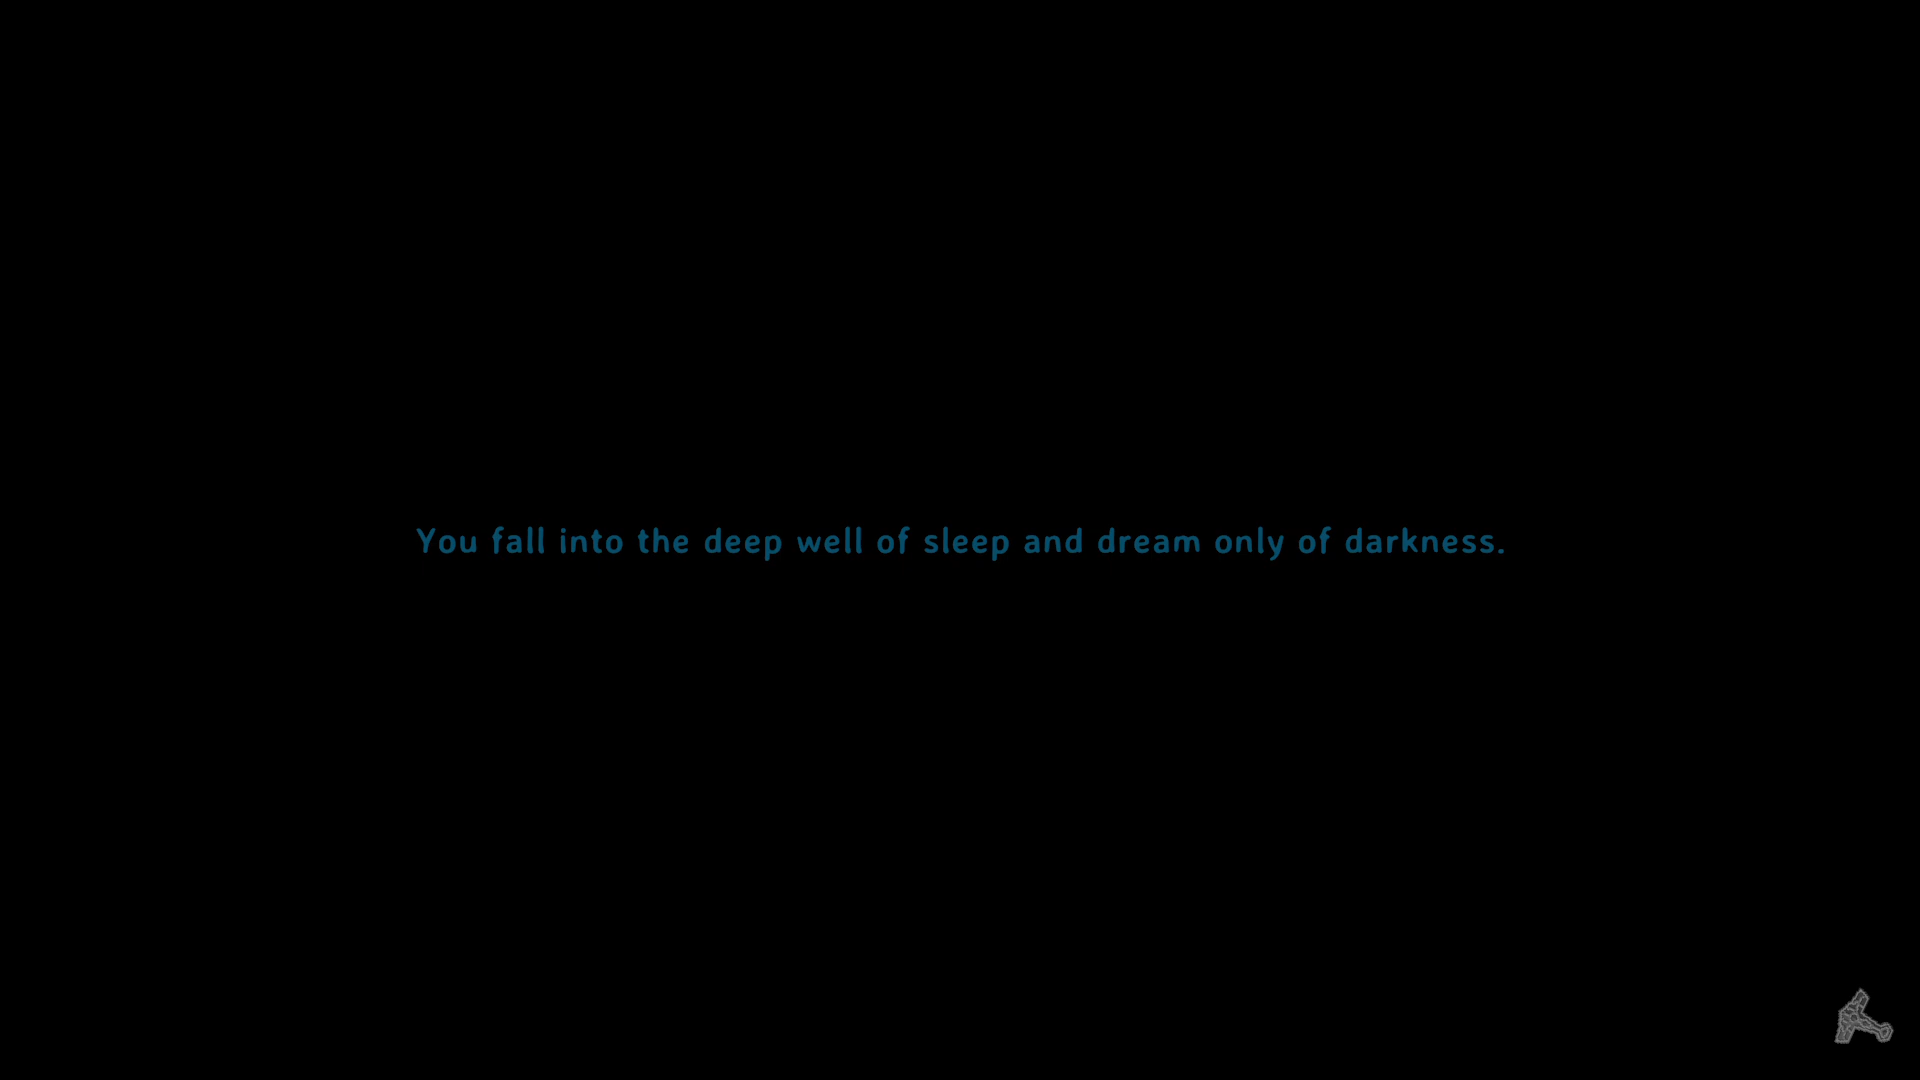 You fall into the deep well of sleep and dream only of darkness.